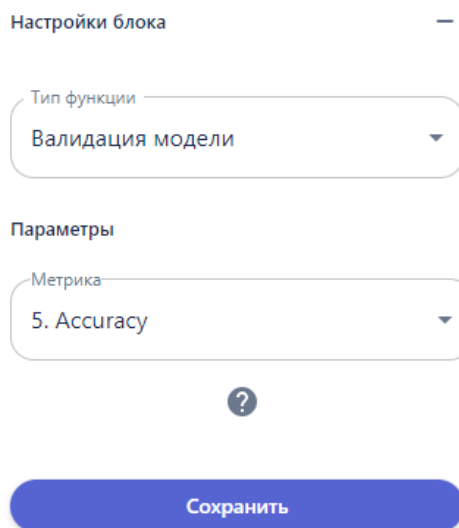 Настройки блока
Тип функции
Валидация модели
Параметры
Метрика
5. Accuracy
?
Сохранить